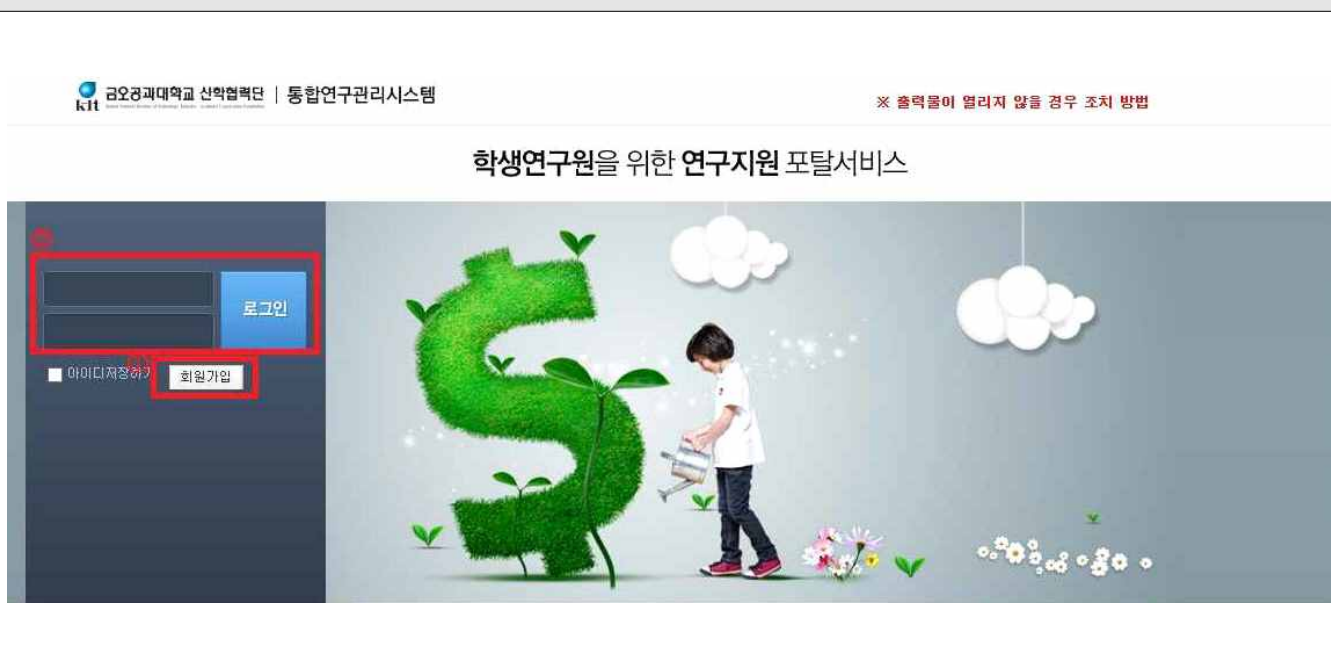 kit 금오공과대학교 산학협력단 | 통합연구관리시스템
※ 출력물이 열리지 않을 경우 조치 방법
학생연구원을 위한 연구지원 포탈서비스
로그인
아이디저장하기
회원가입